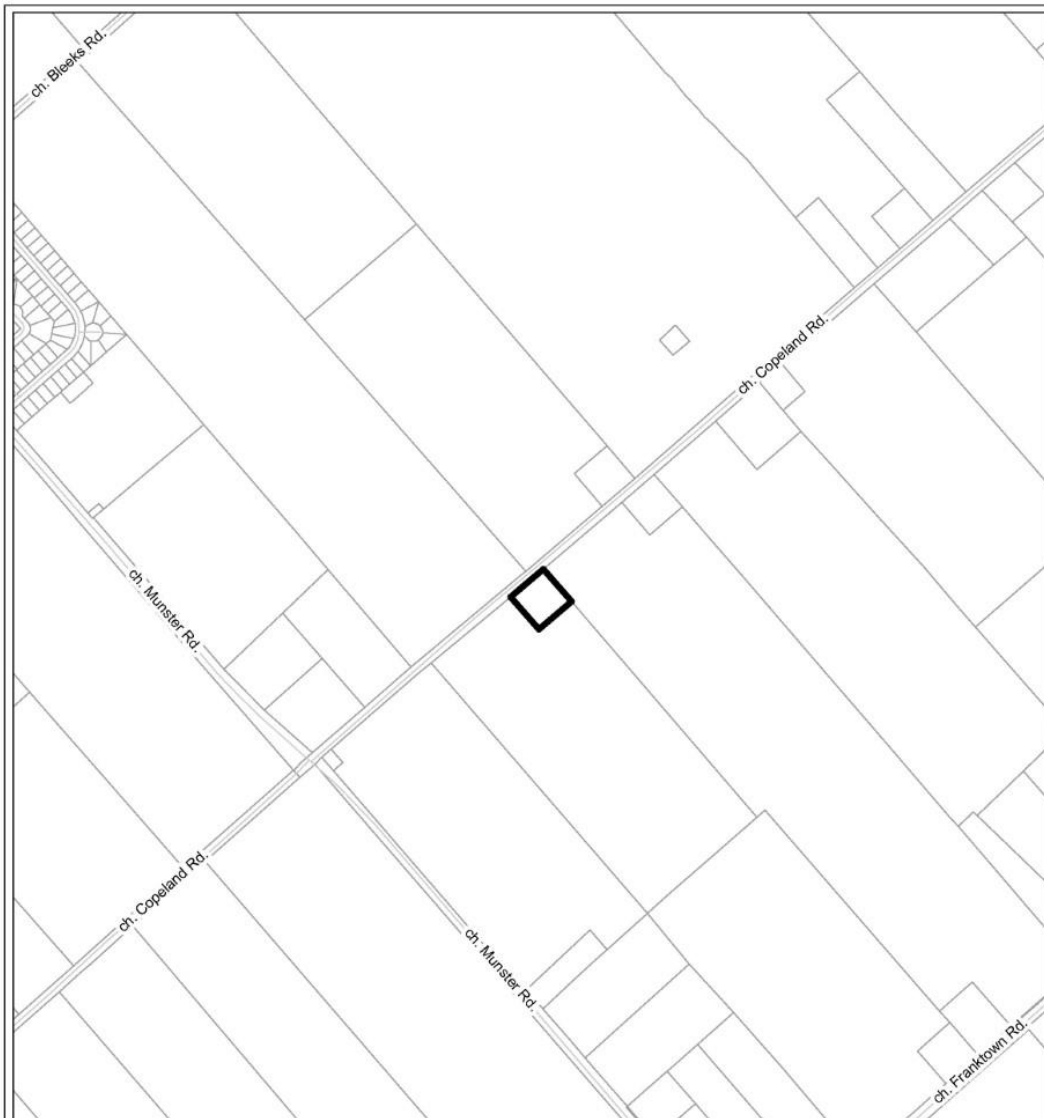 ch. Bleeks Rd.
ch. Copeland Rd.
ch. Munster Rd.
ch. Copeland Rd.
ch. Munster Rd.
ch. Franktown Rd.